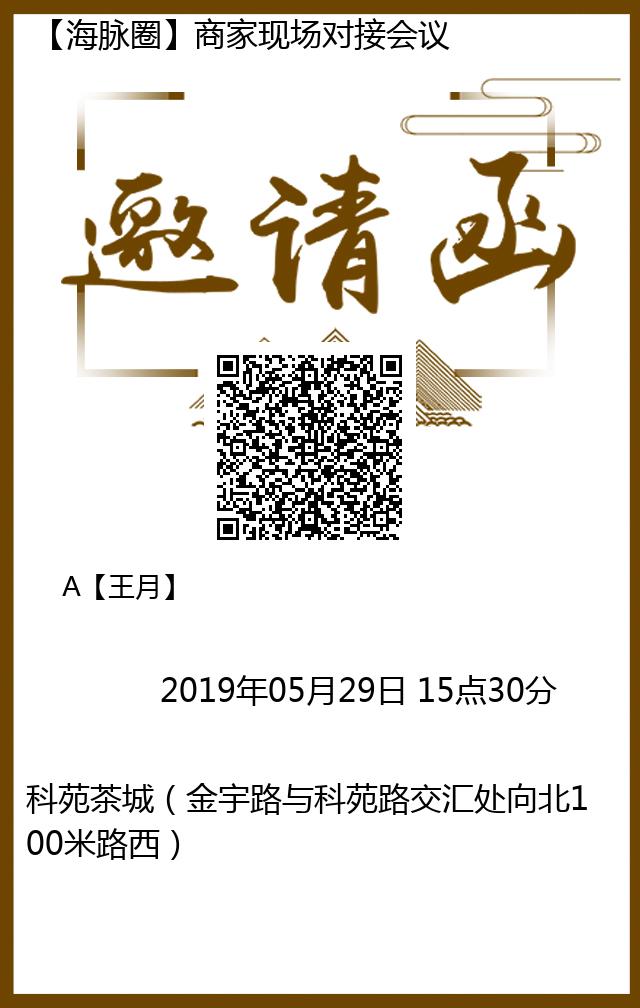 【海脉圈】商家现场对接会议
邀请函
A【王月】
2019年05月29日 15点30分
科苑茶城（金宇路与科苑路交汇处向北1
00米路西）